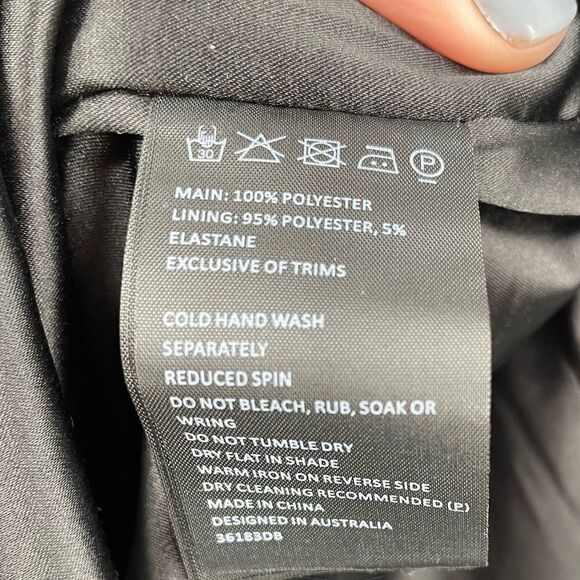 30
P
MAIN: 100% POLYESTER
LINING: 95% POLYESTER, 5%
ELASTANE
EXCLUSIVE OF TRIMS
COLD HAND WASH
SEPARATELY
REDUCED SPIN
DO NOT BLEACH, RUB, SOAK OR
WRING
DO NOT TUMBLE DRY
DRY FLAT IN SHADE
WARM IRON ON REVERSE SIDE
DRY CLEANING RECOMMENDED (P)
MADE IN CHINA
DESIGNED IN AUSTRALIA
36183DB